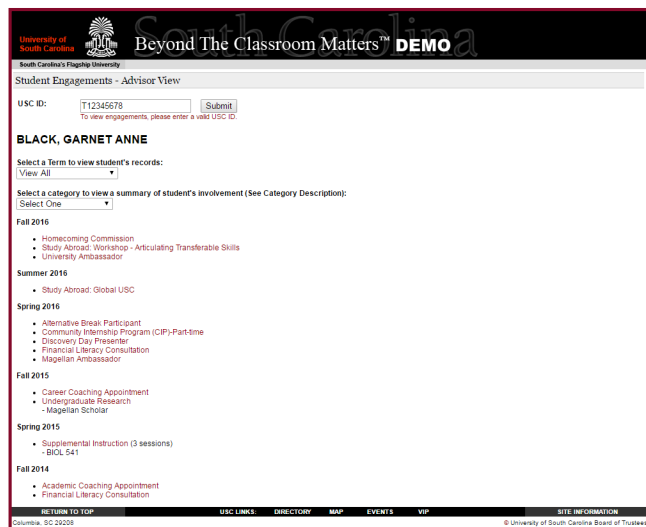 South Carolina
University of
South Carolina
Beyond The Classroom Matters™ DEMO
South Carolina's Flagship University
Student Engagements - Advisor View
USC ID: T12345678 Submit
To view engagements, please enter a valid USC ID.
BLACK, GARNET ANNE
Select a Term to view student's records:
View All
Select a category to view a summary of student's involvement (See Category Description):
Select One
Fall 2016
Homecoming Commission
Study Abroad: Workshop - Articulating Transferable Skills
University Ambassador
Summer 2016
Study Abroad: Global USC
Spring 2016
Alternative Break Participant
Community Internship Program (CIP)-Part-time
Discovery Day Presenter
Financial Literacy Consultation
Magellan Ambassador
Fall 2015
Career Coaching Appointment
Undergraduate Research
- Magellan Scholar
Spring 2015
Supplemental Instruction (3 sessions)
- BIOL 541
Fall 2014
Academic Coaching Appointment
Financial Literacy Consultation
RETURN TO TOP USC LINKS: DIRECTORY MAP EVENTS VIP SITE INFORMATION
Columbia, SC 29208 © University of South Carolina Board of Trustees